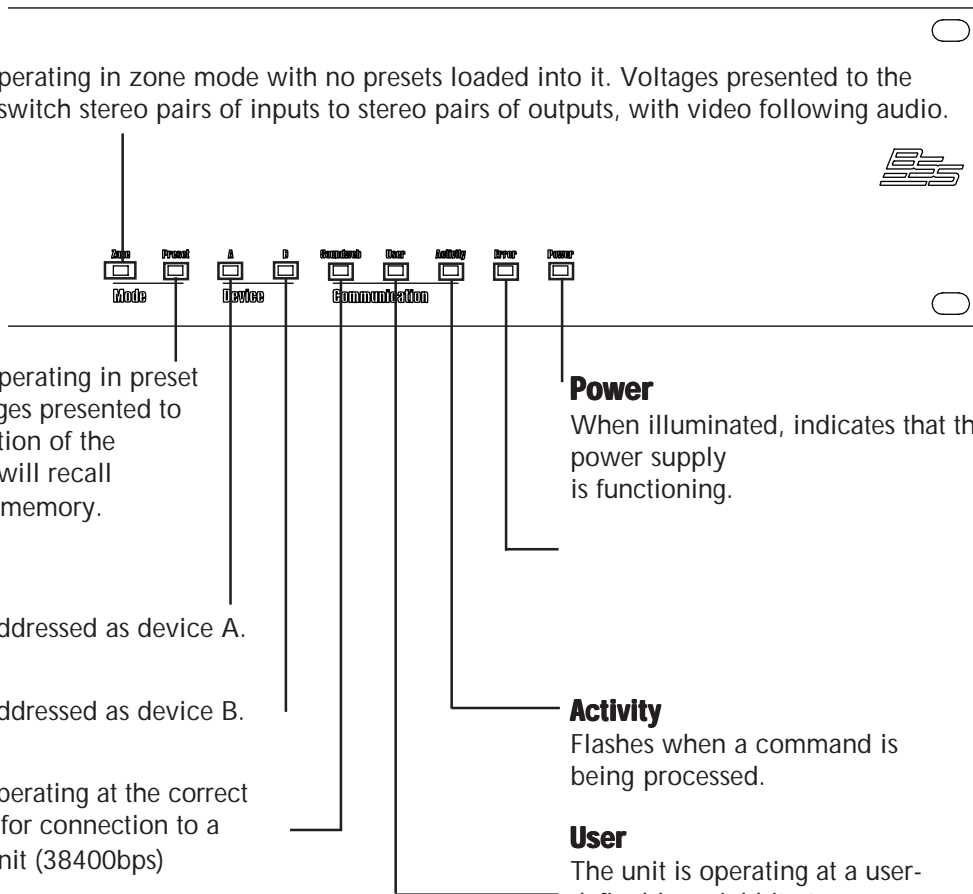 perating in zone mode with no presets loaded into it. Voltages presented to the
switch stereo pairs of inputs to stereo pairs of outputs, with video following audio.
BSS
Zone Preset A B Soundweb User Activity Error Power
Mode Device Communication
perating in preset
ges presented to
tion of the
will recall
memory.
Power
When illuminated, indicates that th
power supply
is functioning.
ddressed as device A.
ddressed as device B.
Activity
Flashes when a command is
being processed.
perating at the correct
for connection to a
nit (38400bps)
User
The unit is operating at a user-